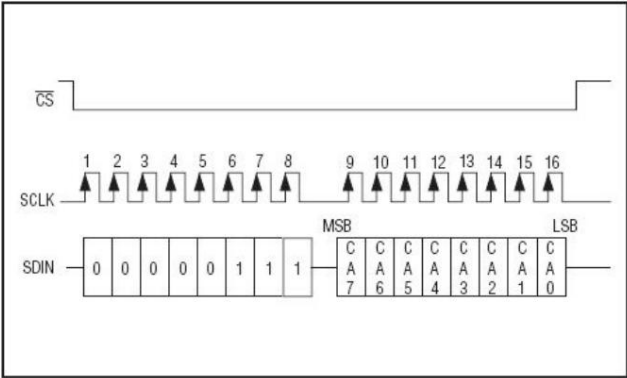 CS
1 2 3 4 5 6 7 8 9 10 11 12 13 14 15 16
SCLK
MSB LSB
SDIN 0 0 0 0 0 1 1 1 CA7 CA6 CA5 CA4 CA3 CA2 CA1 CA0